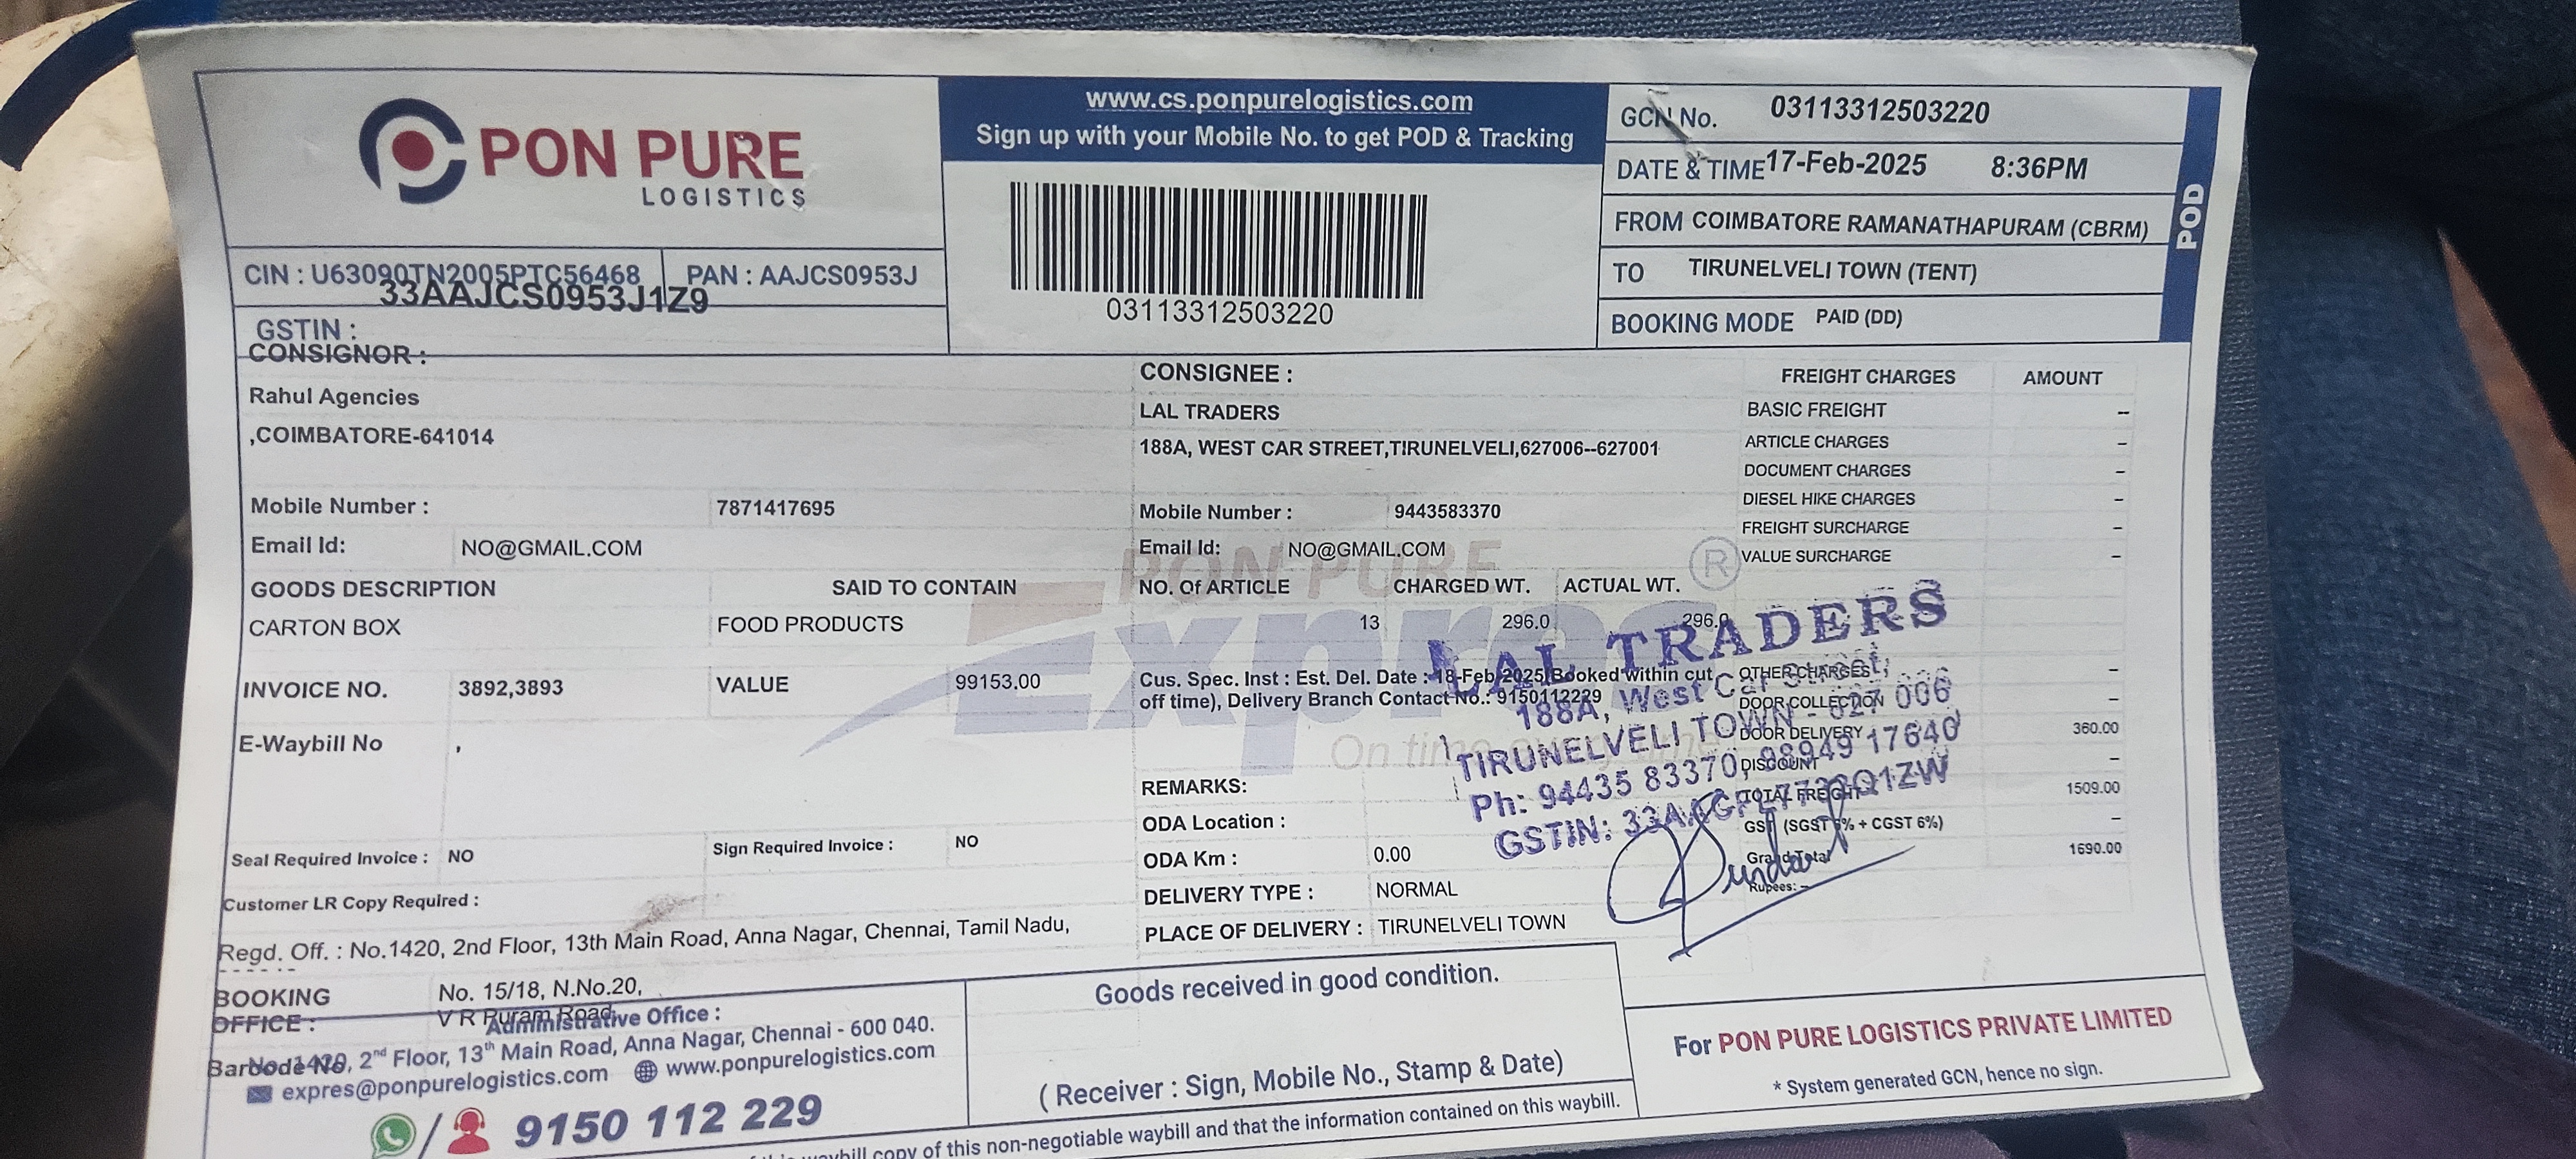 PON PURE
LOGISTICS
www.cs.ponpurelogistics.com
Sign up with your Mobile No. to get POD & Tracking
03113312503220
GCN No. 03113312503220
DATE & TIME 17-Feb-2025 8:36PM
FROM COIMBATORE RAMANATHAPURAM (CBRM)
TO TIRUNELVELI TOWN (TENT)
BOOKING MODE PAID (DD)
POD
CIN : U63090TN2005PTC56468 PAN : AAJCS0953J
33AAJCS0953J1Z9
GSTIN :
CONSIGNOR :
Rahul Agencies
,COIMBATORE-641014
Mobile Number : 7871417695
Email Id: NO@GMAIL.COM
CONSIGNEE :
LAL TRADERS
188A, WEST CAR STREET,TIRUNELVELI,627006--627001
Mobile Number : 9443583370
Email Id: NO@GMAIL.COM
FREIGHT CHARGES AMOUNT
BASIC FREIGHT --
ARTICLE CHARGES --
DOCUMENT CHARGES --
DIESEL HIKE CHARGES --
FREIGHT SURCHARGE --
VALUE SURCHARGE --
GOODS DESCRIPTION SAID TO CONTAIN NO. Of ARTICLE CHARGED WT. ACTUAL WT.
CARTON BOX FOOD PRODUCTS 13 296.0 296.0
PON PURE
Expres
On time
INVOICE NO. 3892,3893 VALUE 99153.00
E-Waybill No ,
Cus. Spec. Inst : Est. Del. Date : 18-Feb-2025(Booked within cut
off time), Delivery Branch Contact No.: 9150112229
OTHER CHARGES --
DOOR COLLECTION --
DOOR DELIVERY 360.00
DISCOUNT --
TOTAL FREIGHT 1509.00
GST (SGST 6% + CGST 6%) --
Grand Total 1690.00
Rupees: --
LAL TRADERS
188A, West Car Street,
TIRUNELVELI TOWN - 627 006
Ph: 94435 83370, 98949 17640
GSTIN:
REMARKS:
ODA Location :
ODA Km : 0.00
DELIVERY TYPE : NORMAL
PLACE OF DELIVERY : TIRUNELVELI TOWN
Seal Required Invoice : NO Sign Required Invoice : NO
Customer LR Copy Required :
Regd. Off. : No.1420, 2nd Floor, 13th Main Road, Anna Nagar, Chennai, Tamil Nadu,
BOOKING OFFICE : No. 15/18, N.No.20,
V R Puram Road,
Administrative Office :
No. 1420, 2nd Floor, 13th Main Road, Anna Nagar, Chennai - 600 040.
Barcode No
expres@ponpurelogistics.com www.ponpurelogistics.com
9150 112 229
Goods received in good condition.
( Receiver : Sign, Mobile No., Stamp & Date)
For PON PURE LOGISTICS PRIVATE LIMITED
* System generated GCN, hence no sign.
copy of this non-negotiable waybill and that the information contained on this waybill.